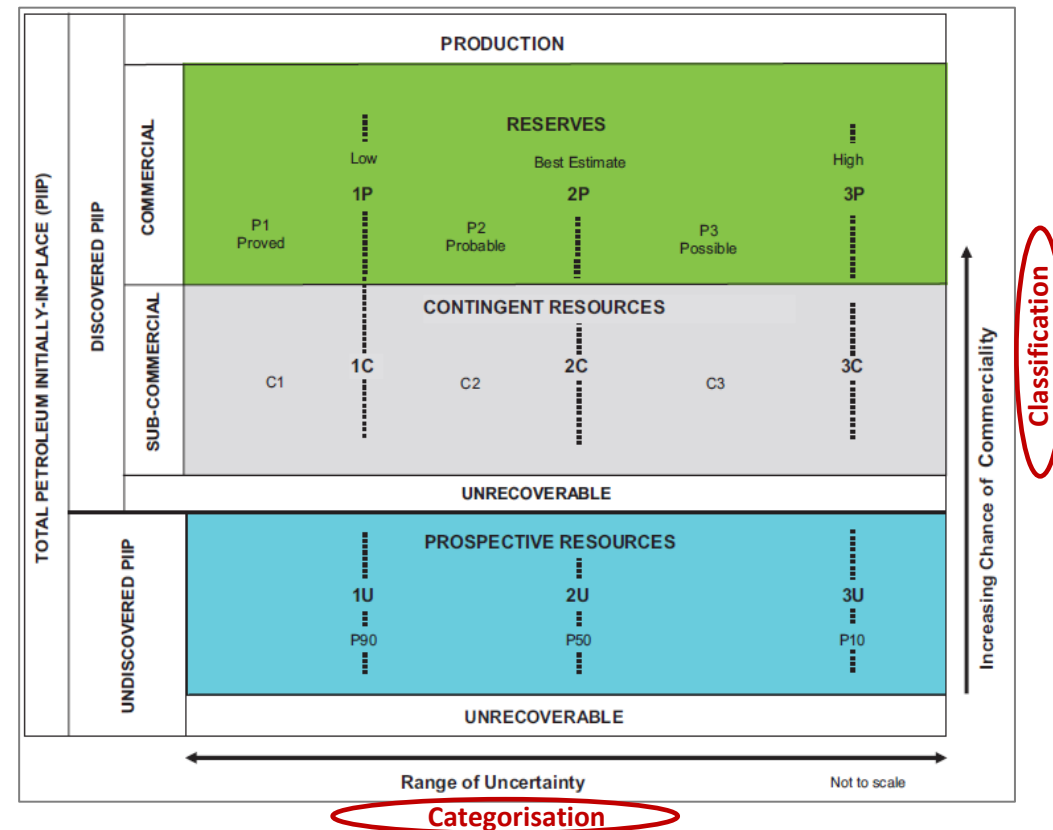 TOTAL PETROLEUM INITIALLY-IN-PLACE (PIIP)
DISCOVERED PIIP
UNDISCOVERED PIIP
COMMERCIAL
SUB-COMMERCIAL
PRODUCTION
RESERVES
Low
Best Estimate
High
1P
2P
3P
P1
Proved
P2
Probable
P3
Possible
CONTINGENT RESOURCES
1C
2C
3C
C1
C2
C3
UNRECOVERABLE
PROSPECTIVE RESOURCES
1U
2U
3U
P90
P50
P10
UNRECOVERABLE
Range of Uncertainty
Not to scale
Categorisation
Increasing Chance of Commerciality
Classification